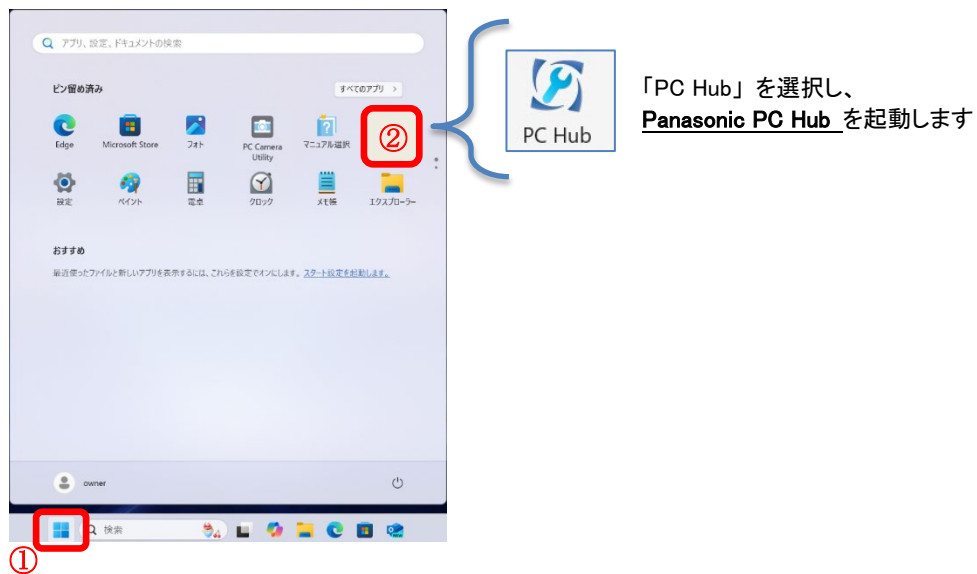 アプリ、設定、ドキュメントの検索
ピン留め済み
すべてのアプリ >
②
Edge
Microsoft Store
フォト
PC Camera
Utility
マニュアル選択
設定
ペイント
電卓
クロック
メモ帳
エクスプローラー
おすすめ
最近使ったファイルと新しいアプリを表示するには、これらを設定でオンにします。 スタート設定を起動します。
owner
検索
①
PC Hub
「PC Hub」を選択し、
Panasonic PC Hub を起動します